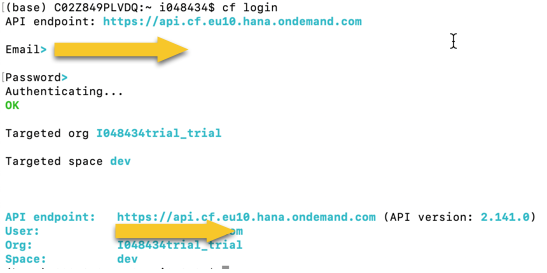 (base) C02Z849PLVDQ:~ i048434$ cf login
API endpoint: https://api.cf.eu10.hana.ondemand.com
Email>
Password>
Authenticating...
OK
Targeted org I048434trial_trial
Targeted space dev
API endpoint: https://api.cf.eu10.hana.ondemand.com (API version: 2.141.0)
User:
Org: I048434trial_trial
Space: dev